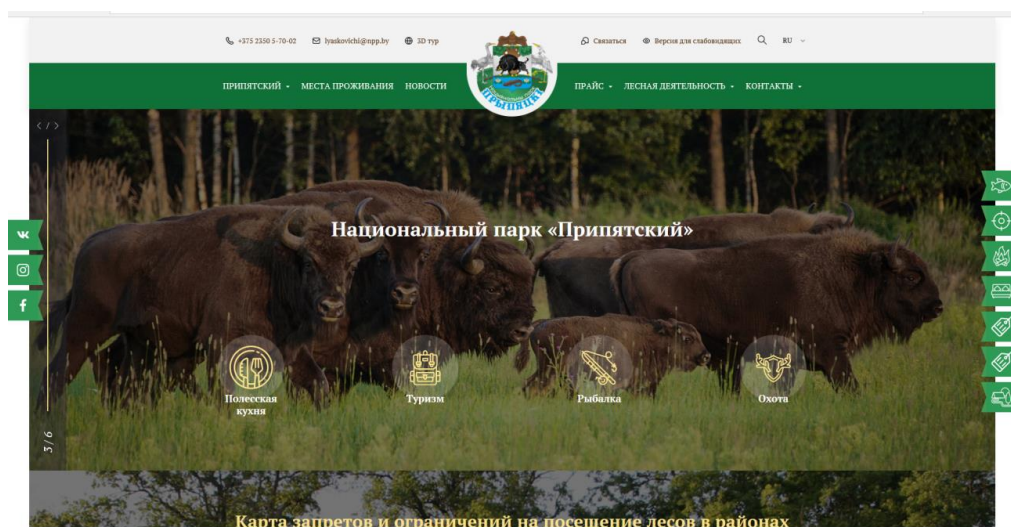 +375 2350 5-70-02 lyaskovichi@npp.by 3D тур Связаться Версия для слабовидящих RU
ПРИПЯТСКИЙ МЕСТА ПРОЖИВАНИЯ НОВОСТИ ПРАЙС ЛЕСНАЯ ДЕЯТЕЛЬНОСТЬ КОНТАКТЫ
ПРЫПЯЦКІ
< / >
Национальный парк «Припятский»
Полесская
кухня
Туризм
Рыбалка
Охота
3/6
Карта запретов и ограничений на посещение лесов в районах